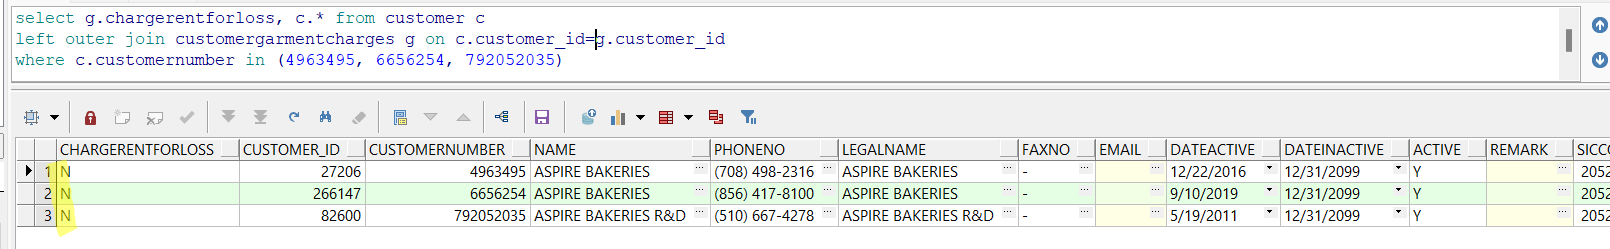 select g.chargerentforloss, c.* from customer c
left outer join customergarmentcharges g on c.customer_id=g.customer_id
where c.customernumber in (4963495, 6656254, 792052035)
CHARGERENTFORLOSS CUSTOMER_ID CUSTOMERNUMBER NAME PHONENO LEGALNAME FAXNO EMAIL DATEACTIVE DATEINACTIVE ACTIVE REMARK SICCO
1 N 27206 4963495 ASPIRE BAKERIES ... (708) 498-2316 ... ASPIRE BAKERIES ... - ... ... 12/22/2016 12/31/2099 Y ... 2052
2 N 266147 6656254 ASPIRE BAKERIES ... (856) 417-8100 ... ASPIRE BAKERIES ... - ... ... 9/10/2019 12/31/2099 Y ... 2052
3 N 82600 792052035 ASPIRE BAKERIES R&D ... (510) 667-4278 ... ASPIRE BAKERIES R&D ... - ... ... 5/19/2011 12/31/2099 Y ... 2052